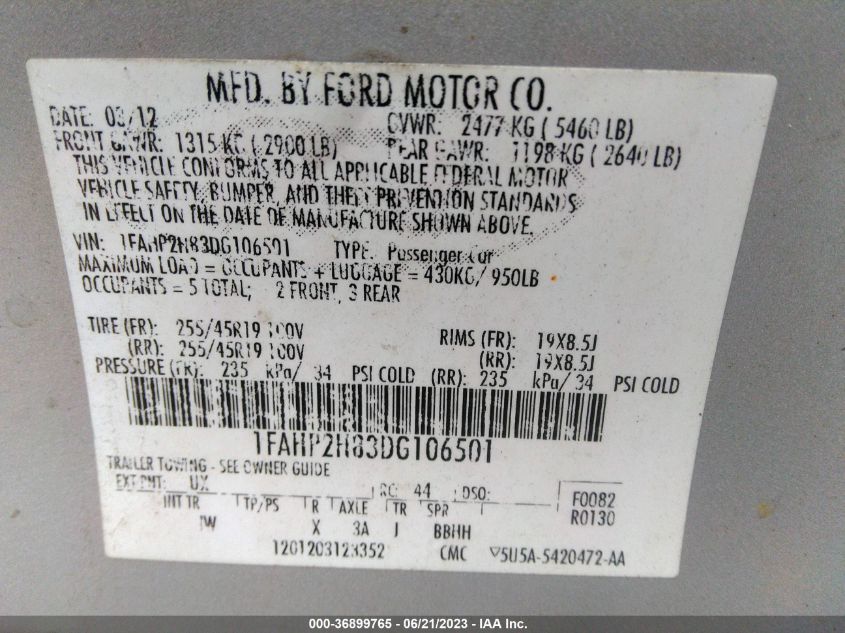 MFD. BY FORD MOTOR CO.
DATE: 03/12 GVWR: 2477 KG ( 5460 LB)
FRONT GAWR: 1315 KG ( 2900 LB) REAR GAWR: 1198 KG ( 2640 LB)
THIS VEHICLE CONFORMS TO ALL APPLICABLE FEDERAL MOTOR
VEHICLE SAFETY, BUMPER, AND THEFT PREVENTION STANDARDS
IN EFFECT ON THE DATE OF MANUFACTURE SHOWN ABOVE.
VIN: 1FAHP2H83DG106501 TYPE: Passenger Car
MAXIMUM LOAD = OCCUPANTS + LUGGAGE = 430KG/ 950LB
OCCUPANTS = 5 TOTAL; 2 FRONT, 3 REAR
TIRE (FR): 255/45R19 100V RIMS (FR): 19X8.5J
(RR): 255/45R19 100V (RR): 19X8.5J
PRESSURE (FR): 235 kPa/ 34 PSI COLD (RR): 235 kPa/ 34 PSI COLD
1FAHP2H83DG106501
TRAILER TOWING - SEE OWNER GUIDE
EXT PNT: UX RC: 44 DSO: F0082
INT TR TP/PS R AXLE TR SPR R0130
JW X 3A J BBHH
1201203123352 CMC 5U5A-5420472-AA
000-36899765 - 06/21/2023 - IAA Inc.